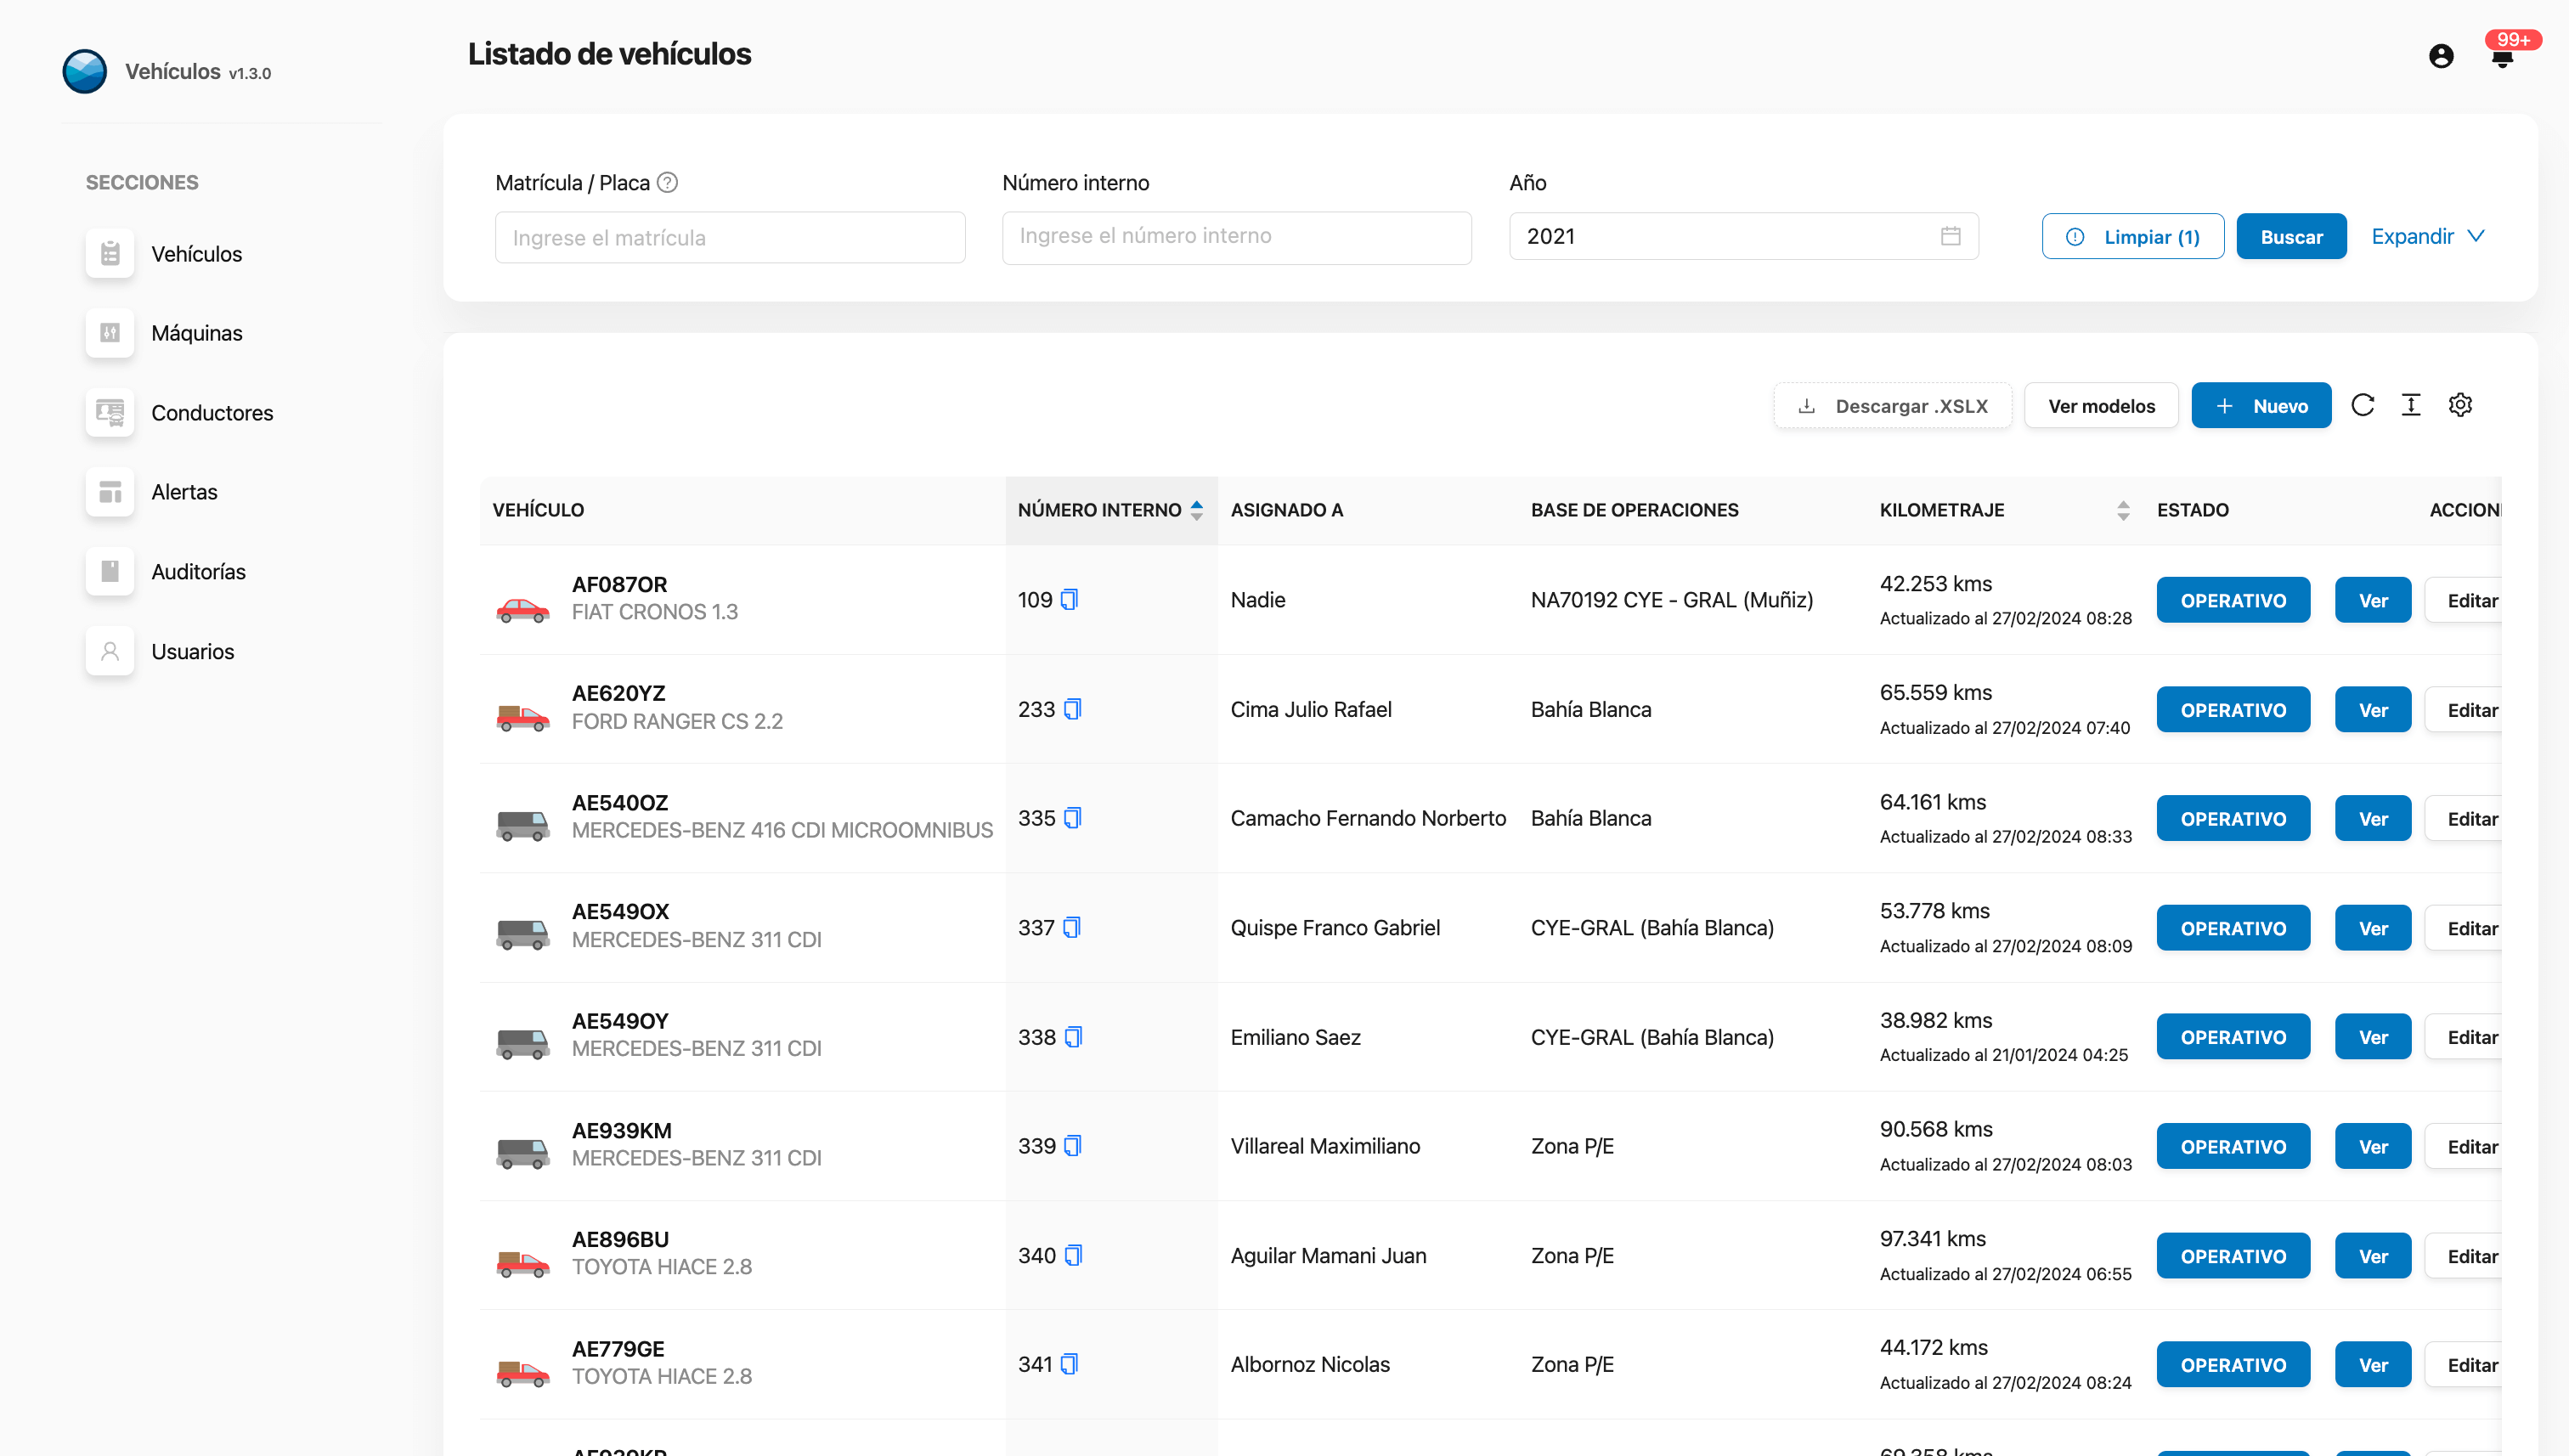 Vehículos v1.3.0
SECCIONES
Vehículos
Máquinas
Conductores
Alertas
Auditorías
Usuarios
Listado de vehículos
99+
Matrícula / Placa
Número interno
Año
Ingrese el matrícula
Ingrese el número interno
2021
Limpiar (1)
Buscar
Expandir
Descargar .XSLX
Ver modelos
Nuevo
VEHÍCULO NÚMERO INTERNO ASIGNADO A BASE DE OPERACIONES KILOMETRAJE ESTADO ACCION
AF087OR
FIAT CRONOS 1.3
109
Nadie
NA70192 CYE - GRAL (Muñiz)
42.253 kms
Actualizado al 27/02/2024 08:28
OPERATIVO
Ver
Editar
AE620YZ
FORD RANGER CS 2.2
233
Cima Julio Rafael
Bahía Blanca
65.559 kms
Actualizado al 27/02/2024 07:40
OPERATIVO
Ver
Editar
AE540OZ
MERCEDES-BENZ 416 CDI MICROOMNIBUS
335
Camacho Fernando Norberto
Bahía Blanca
64.161 kms
Actualizado al 27/02/2024 08:33
OPERATIVO
Ver
Editar
AE549OX
MERCEDES-BENZ 311 CDI
337
Quispe Franco Gabriel
CYE-GRAL (Bahía Blanca)
53.778 kms
Actualizado al 27/02/2024 08:09
OPERATIVO
Ver
Editar
AE549OY
MERCEDES-BENZ 311 CDI
338
Emiliano Saez
CYE-GRAL (Bahía Blanca)
38.982 kms
Actualizado al 21/01/2024 04:25
OPERATIVO
Ver
Editar
AE939KM
MERCEDES-BENZ 311 CDI
339
Villareal Maximiliano
Zona P/E
90.568 kms
Actualizado al 27/02/2024 08:03
OPERATIVO
Ver
Editar
AE896BU
TOYOTA HIACE 2.8
340
Aguilar Mamani Juan
Zona P/E
97.341 kms
Actualizado al 27/02/2024 06:55
OPERATIVO
Ver
Editar
AE779GE
TOYOTA HIACE 2.8
341
Albornoz Nicolas
Zona P/E
44.172 kms
Actualizado al 27/02/2024 08:24
OPERATIVO
Ver
Editar